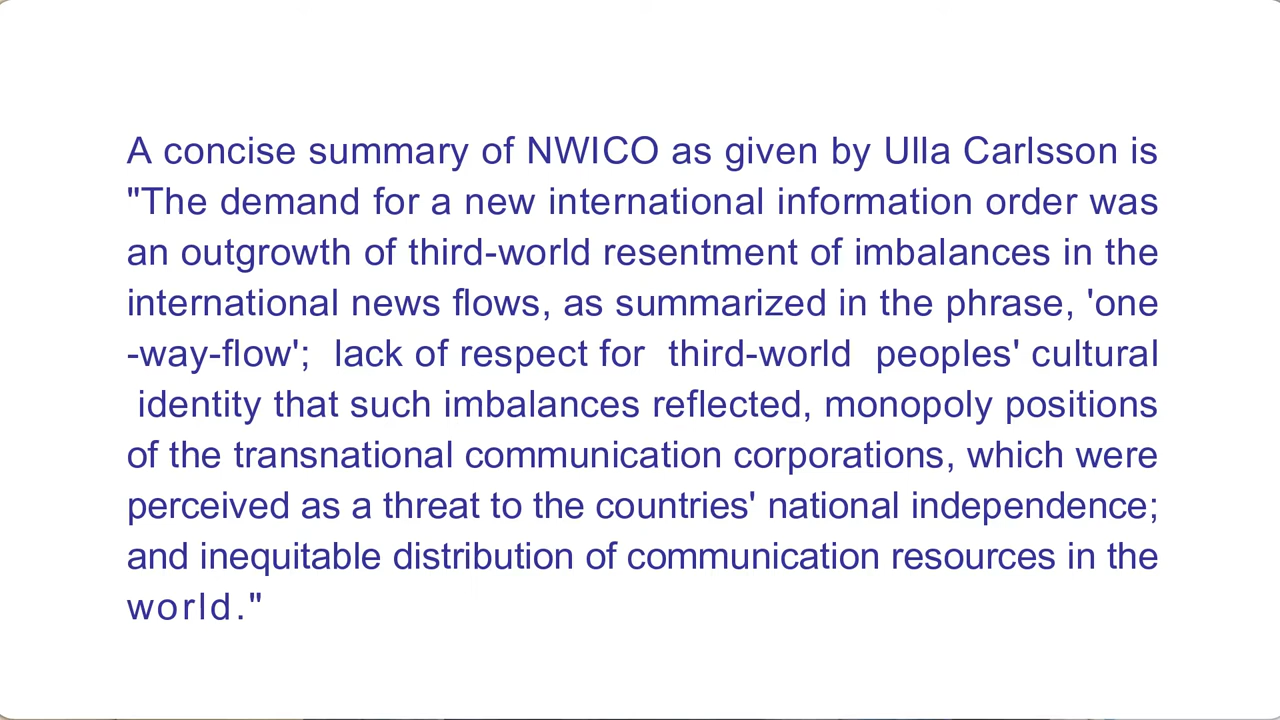 A concise summary of NWICO as given by Ulla Carlsson is
"The demand for a new international information order was
an outgrowth of third-world resentment of imbalances in the
international news flows, as summarized in the phrase, 'one
-way-flow'; lack of respect for third-world peoples' cultural
identity that such imbalances reflected, monopoly positions
of the transnational communication corporations, which were
perceived as a threat to the countries' national independence;
and inequitable distribution of communication resources in the
world."